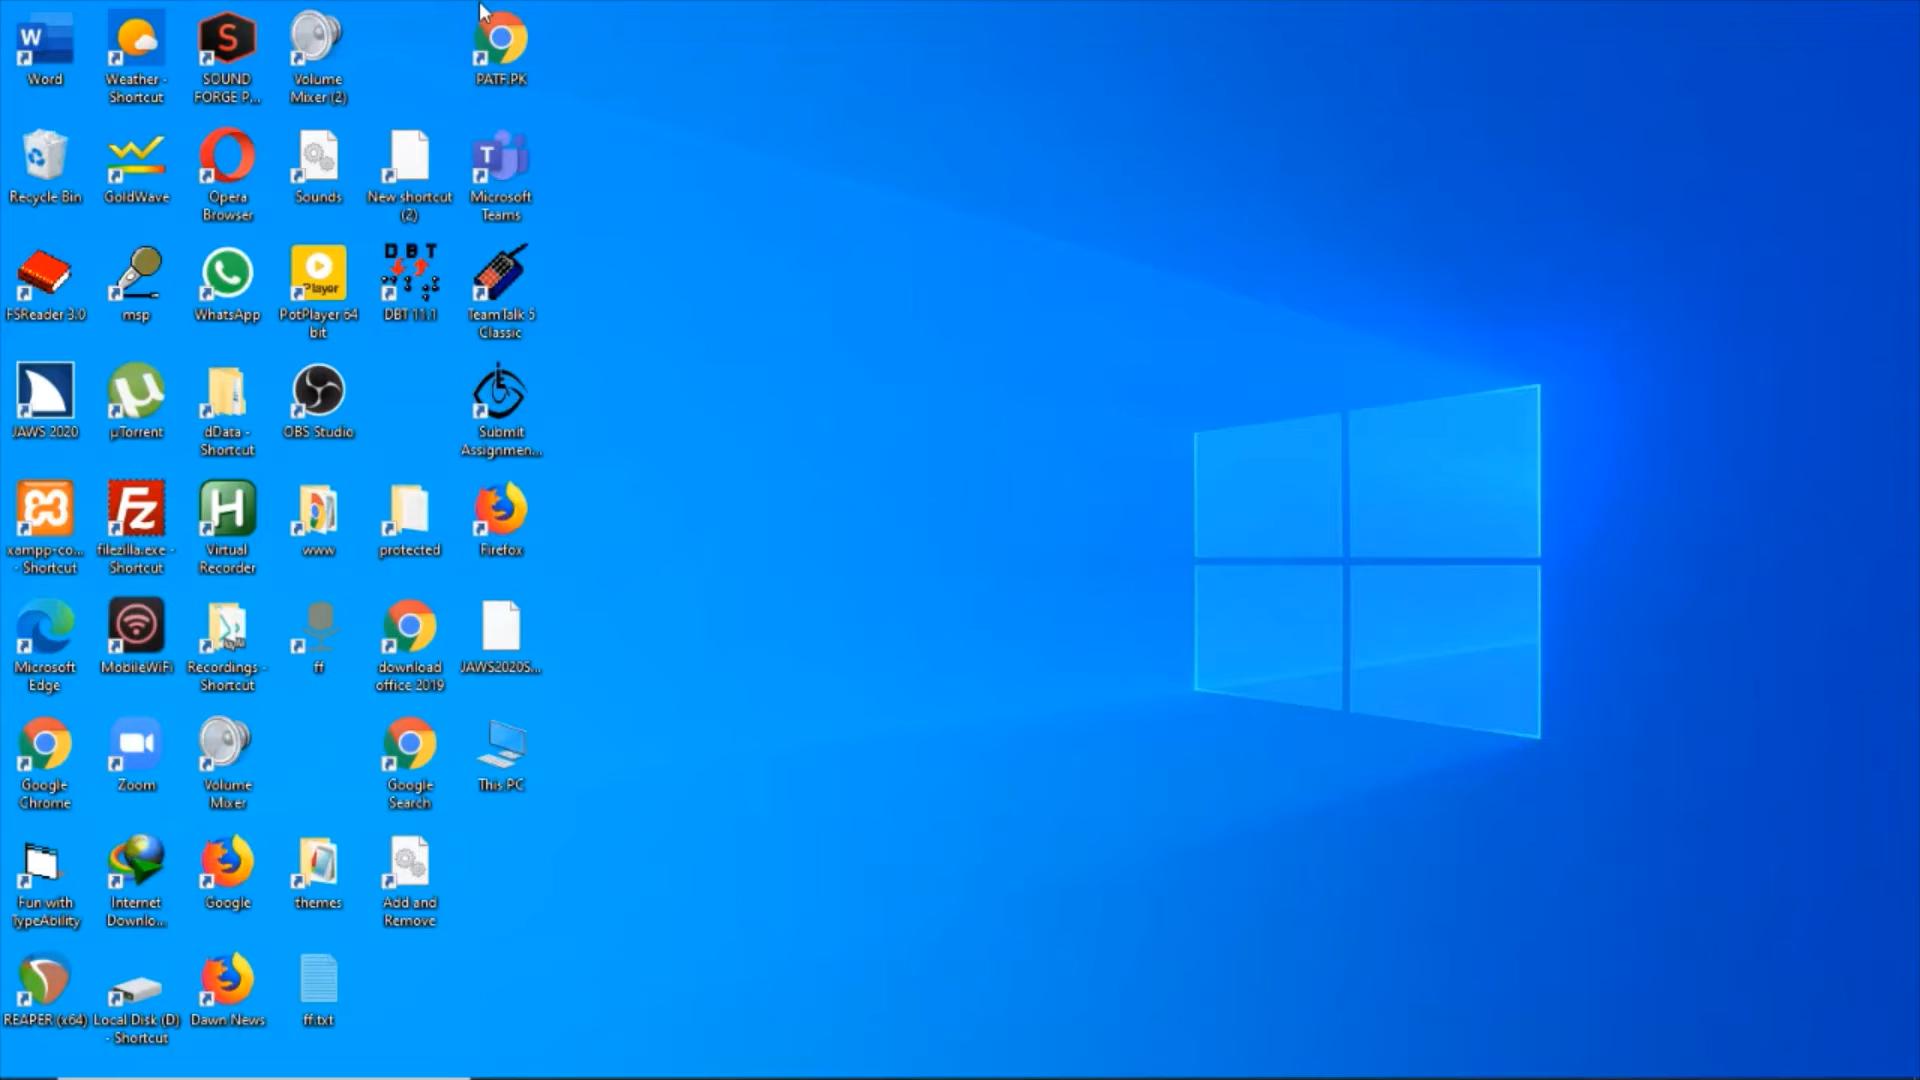 Word
Weather -
Shortcut
SOUND
FORGE P...
Volume
Mixer (2)
PATF.PK
Recycle Bin
GoldWave
Opera
Browser
Sounds
New shortcut
(2)
Microsoft
Teams
FSReader 3.0
msp
WhatsApp
Player
PotPlayer 64
bit
DBT
DBT 11.1
TeamTalk 5
Classic
JAWS 2020
µTorrent
dData -
Shortcut
OBS Studio
Submit
Assignmen...
xampp-co...
- Shortcut
filezilla.exe -
Shortcut
Virtual
Recorder
www
protected
Firefox
Microsoft
Edge
MobileWiFi
Recordings -
Shortcut
ff
download
office 2019
JAWS2020S...
Google
Chrome
Zoom
Volume
Mixer
Google
Search
This PC
Fun with
TypeAbility
Internet
Downlo...
Google
themes
Add and
Remove
REAPER (x64)
Local Disk (D)
- Shortcut
Dawn News
ff.txt